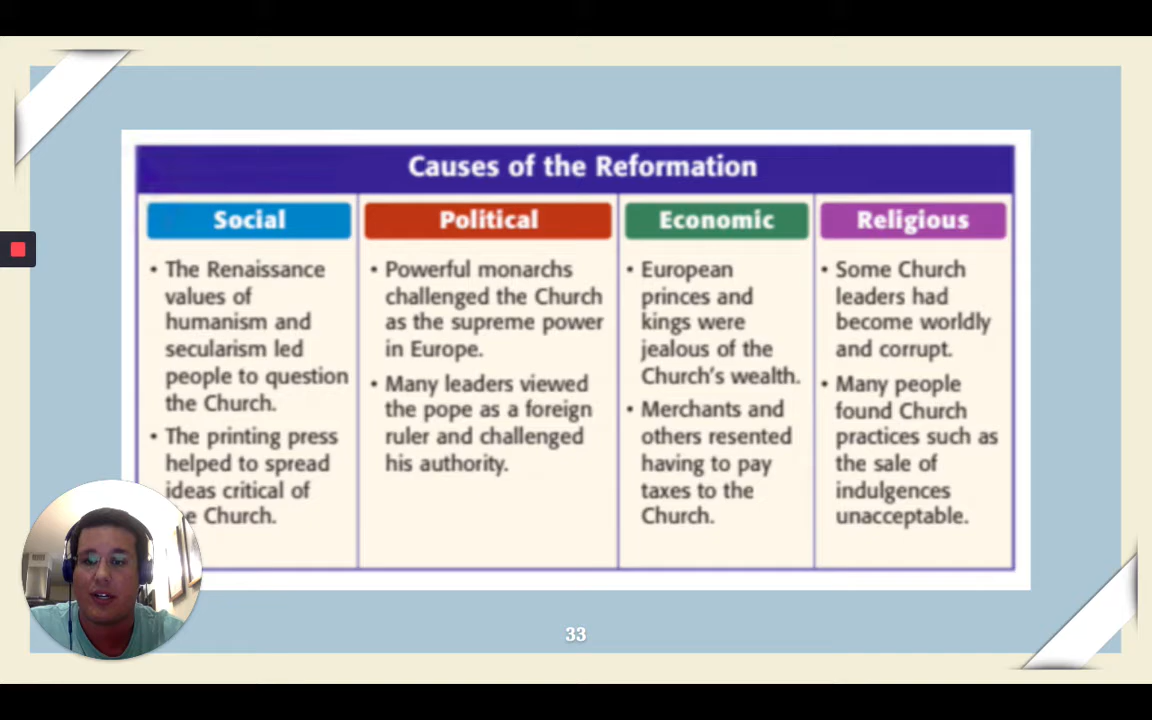 Causes of the Reformation
Social
• The Renaissance
values of
humanism and
secularism led
people to question
the Church.
• The printing press
helped to spread
ideas critical of
e Church.
Political
• Powerful monarchs
challenged the Church
as the supreme power
in Europe.
• Many leaders viewed
the pope as a foreign
ruler and challenged
his authority.
Economic
• European
princes and
kings were
jealous of the
Church's wealth.
• Merchants and
others resented
having to pay
taxes to the
Church.
Religious
• Some Church
leaders had
become worldly
and corrupt.
• Many people
found Church
practices such as
the sale of
indulgences
unacceptable.
33